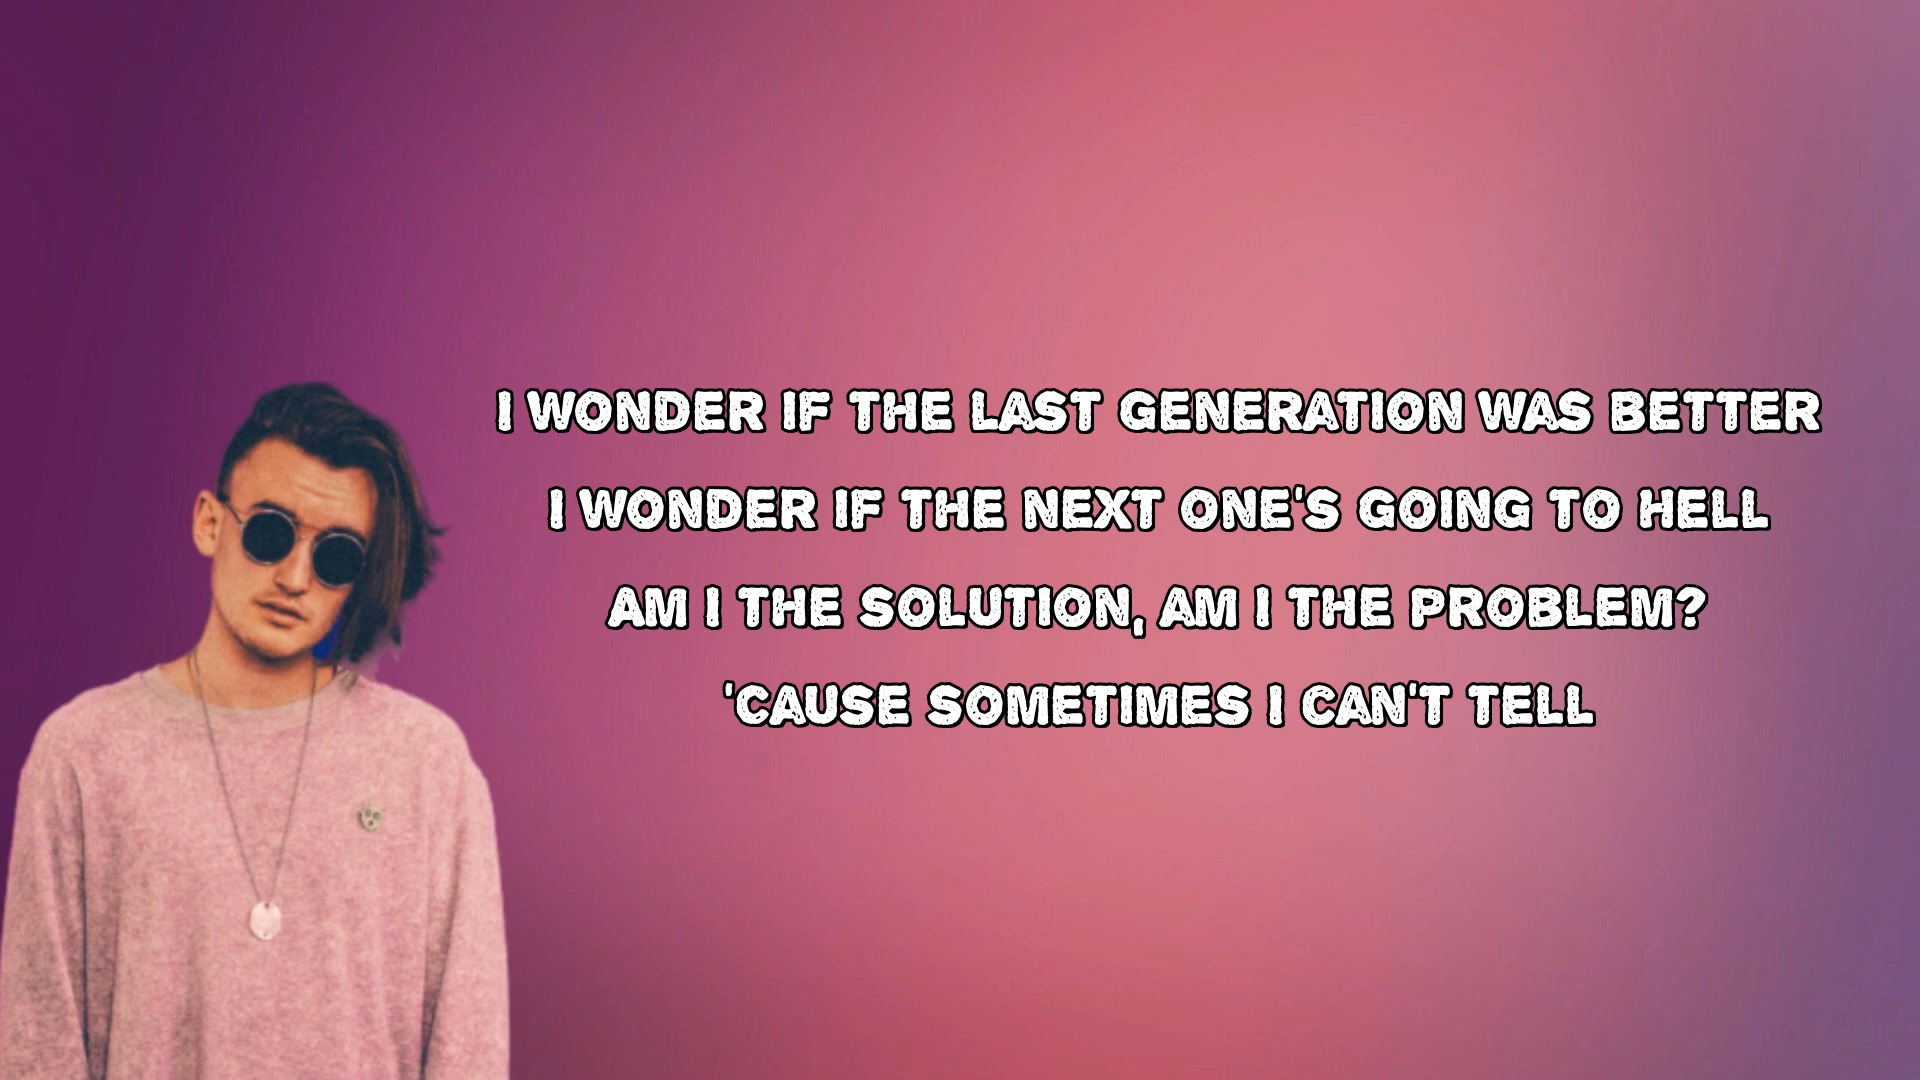 I WONDER IF THE LAST GENERATION WAS BETTER
I WONDER IF THE NEXT ONE'S GOING TO HELL
AM I THE SOLUTION, AM I THE PROBLEM?
'CAUSE SOMETIMES I CAN'T TELL